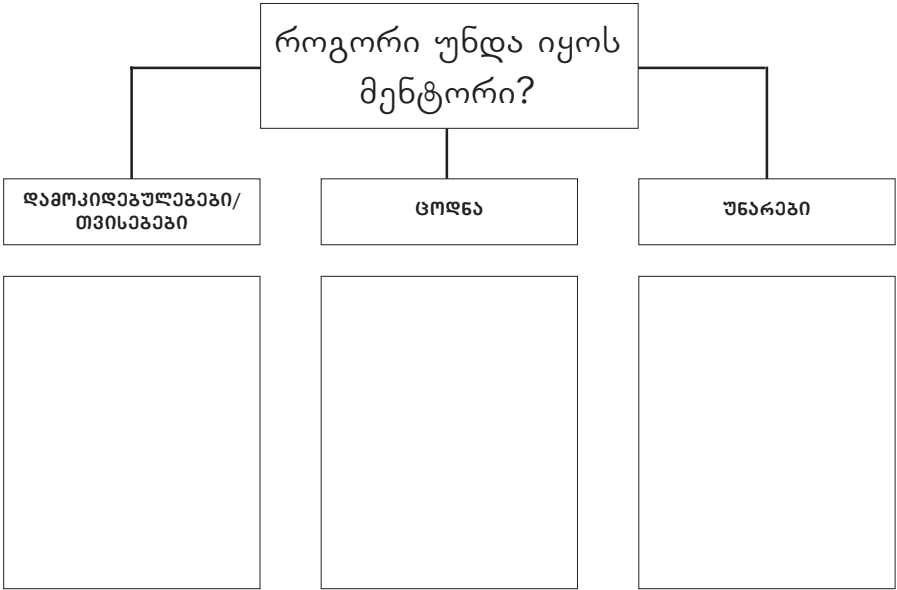 როგორი უნდა იყოს
მენტორი?
დამოკიდებულებები/
თვისებები
ცოდნა
უნარები